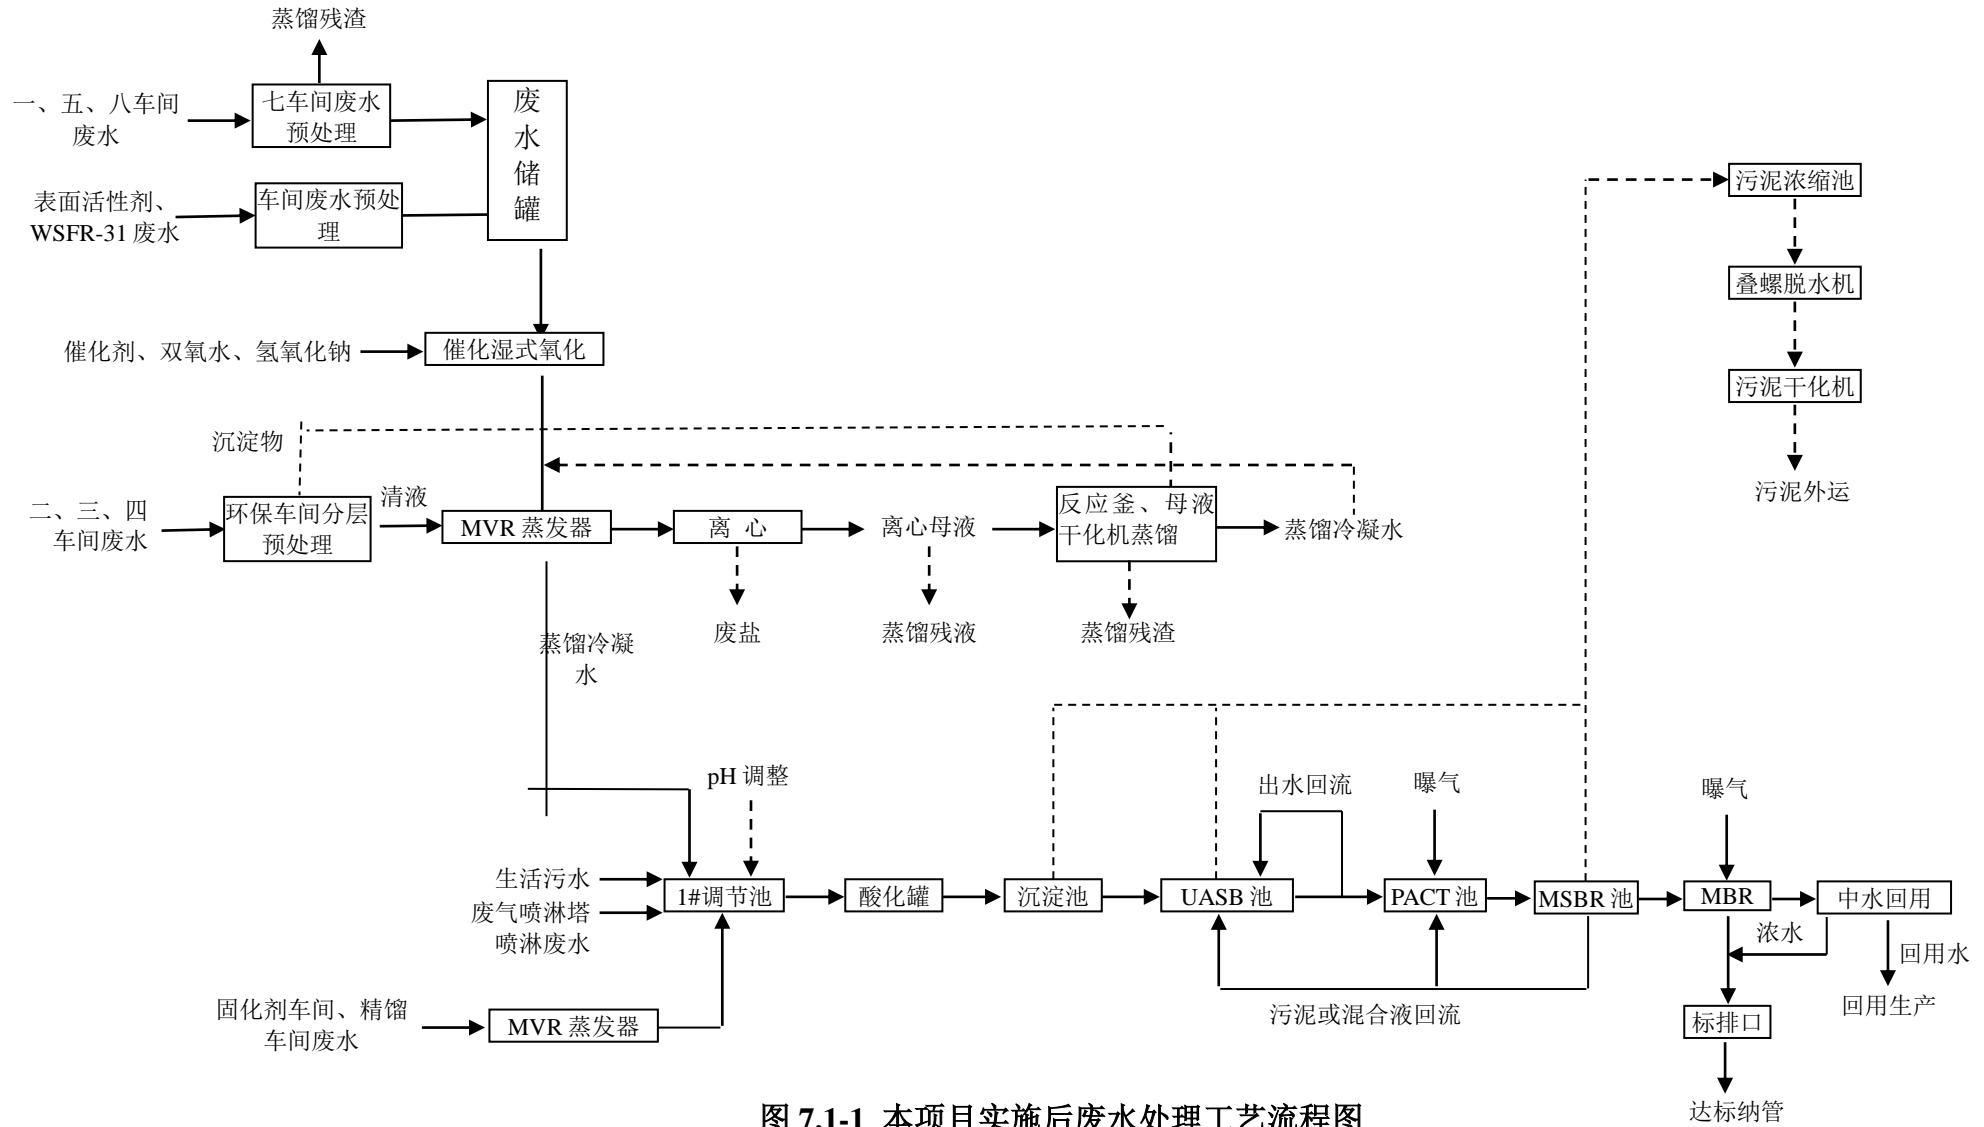 蒸馏残渣
一、五、八车间
废水
七车间废水
预处理
废
水
储
罐
表面活性剂、
WSFR-31 废水
车间废水预处
理
污泥浓缩池
叠螺脱水机
污泥干化机
污泥外运
催化剂、双氧水、氢氧化钠
催化湿式氧化
沉淀物
二、三、四
车间废水
环保车间分层
预处理
清液
MVR 蒸发器
离 心
离心母液
反应釜、母液
干化机蒸馏
蒸馏冷凝水
废盐
蒸馏残液
蒸馏残渣
蒸馏冷凝
水
pH 调整
出水回流
曝气
曝气
生活污水
废气喷淋塔
喷淋废水
1#调节池
酸化罐
沉淀池
UASB 池
PACT 池
MSBR 池
MBR
中水回用
浓水
回用水
回用生产
固化剂车间、精馏
车间废水
MVR 蒸发器
污泥或混合液回流
标排口
达标纳管
图 7.1-1 本项目实施后废水处理工艺流程图